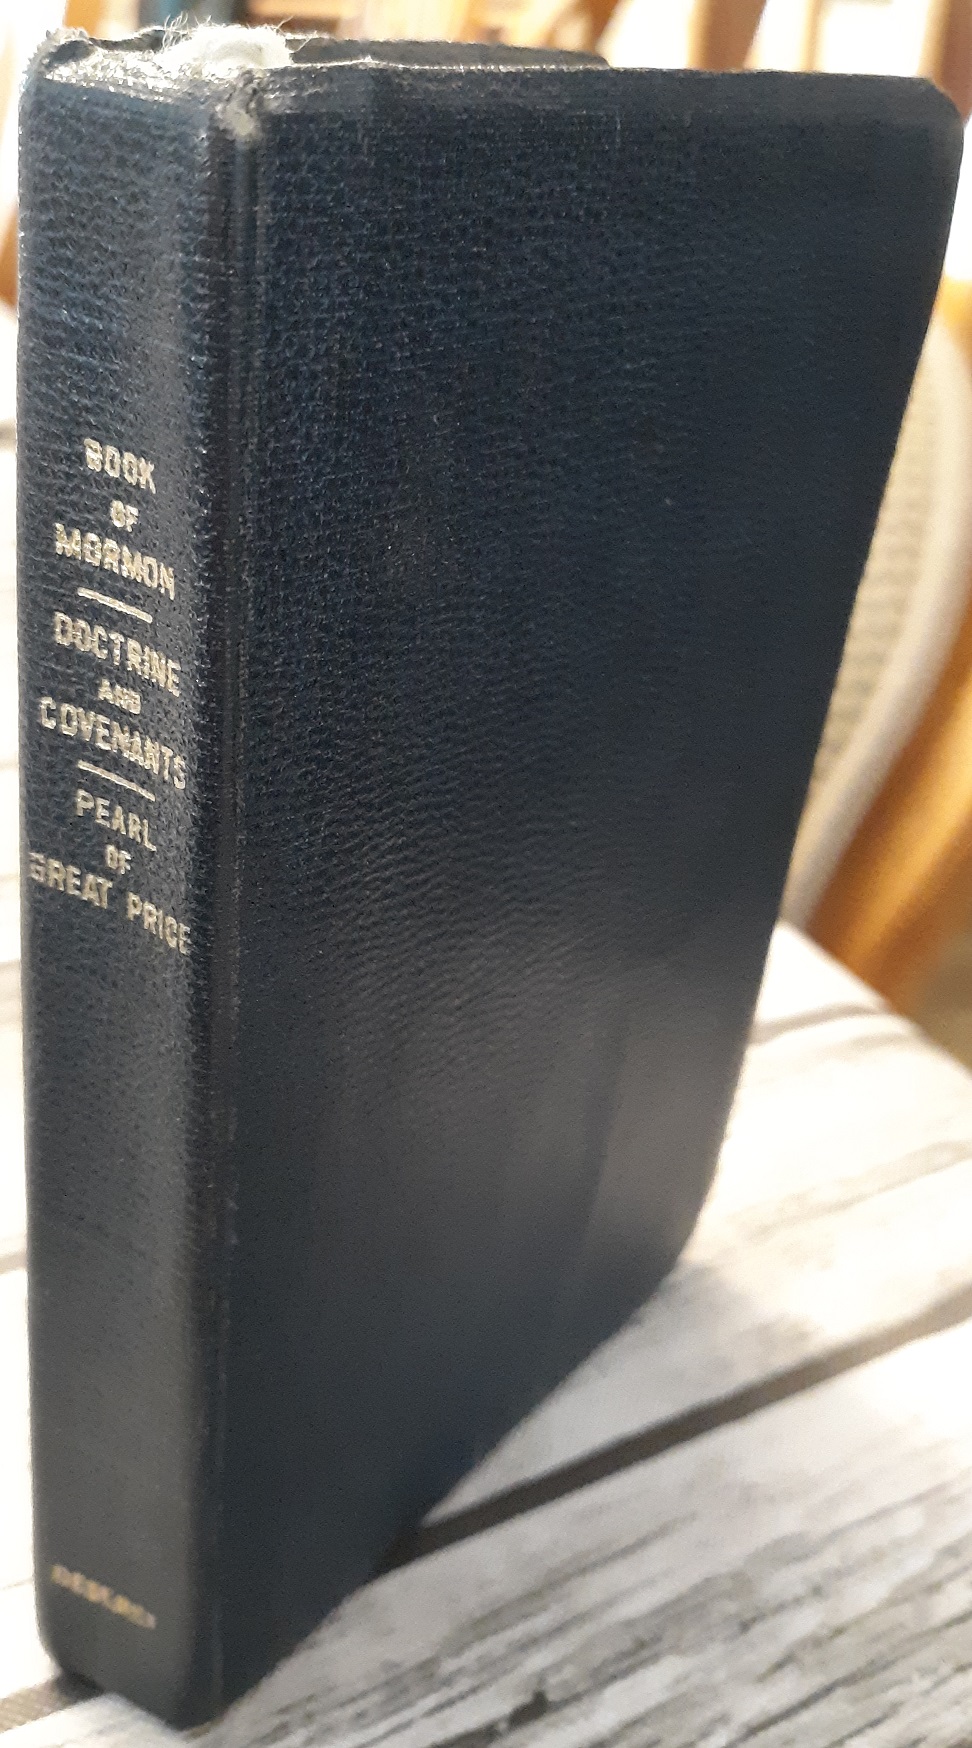 BOOK
OF
MORMON
DOCTRINE
AND
COVENANTS
PEARL
OF
GREAT PRICE